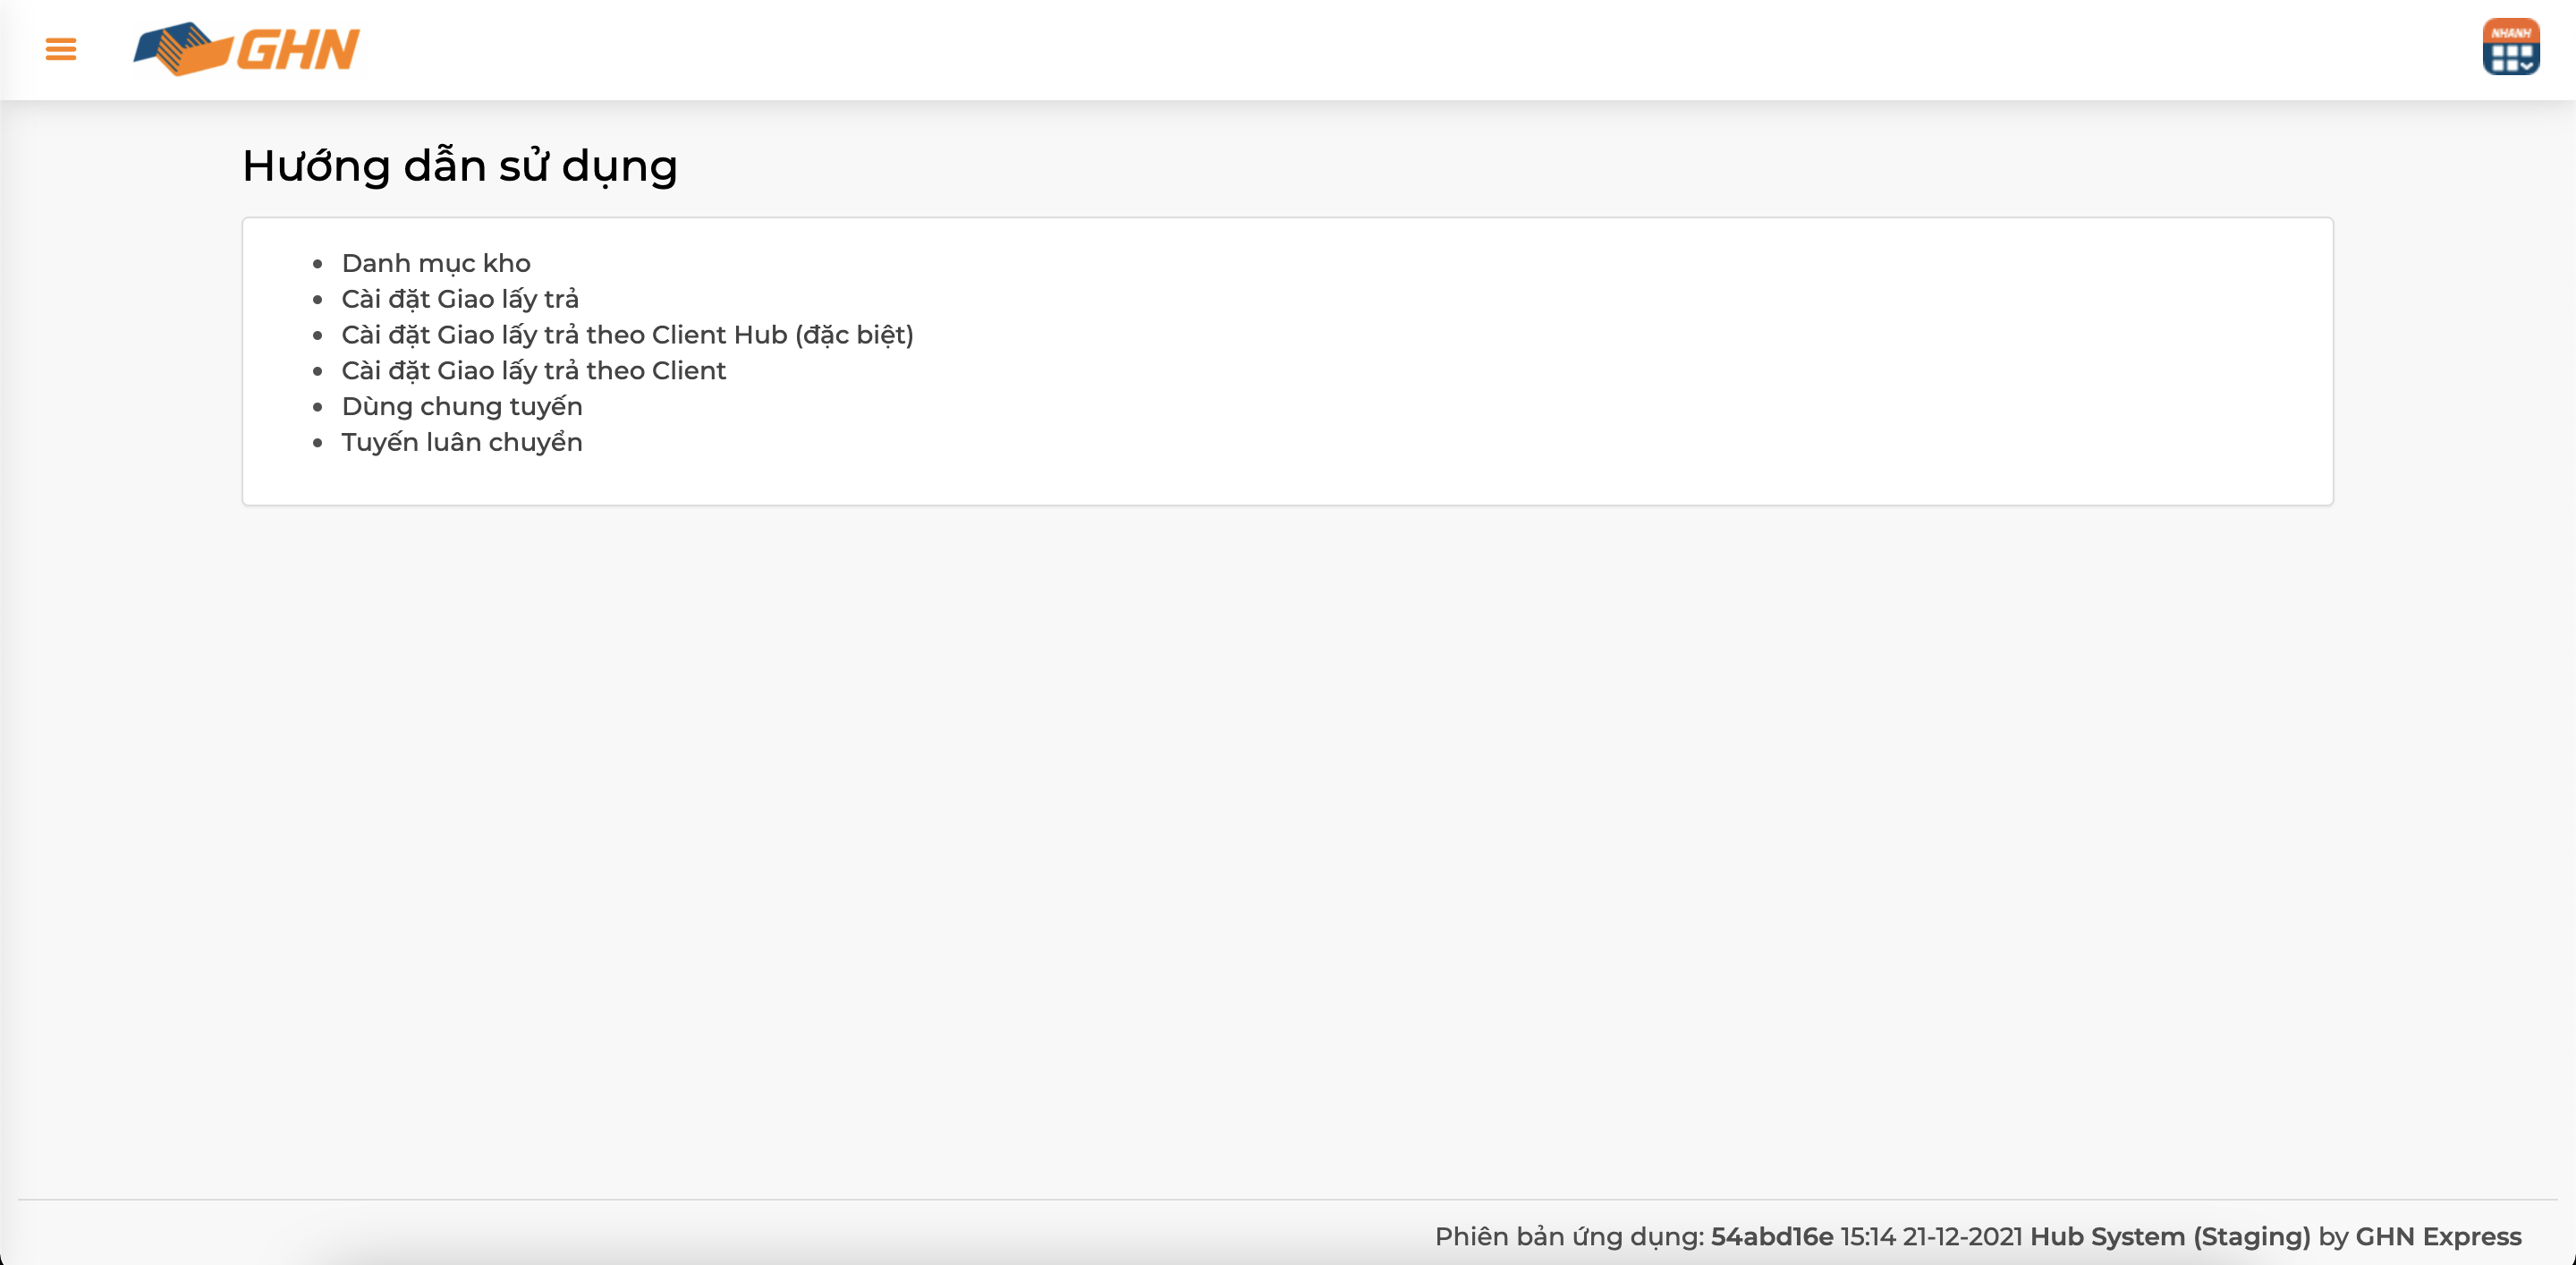 GHN
NHANH
Hướng dẫn sử dụng
Danh mục kho
Cài đặt Giao lấy trả
Cài đặt Giao lấy trả theo Client Hub (đặc biệt)
Cài đặt Giao lấy trả theo Client
Dùng chung tuyến
Tuyến luân chuyển
Phiên bản ứng dụng: 54abd16e 15:14 21-12-2021 Hub System (Staging) by GHN Express